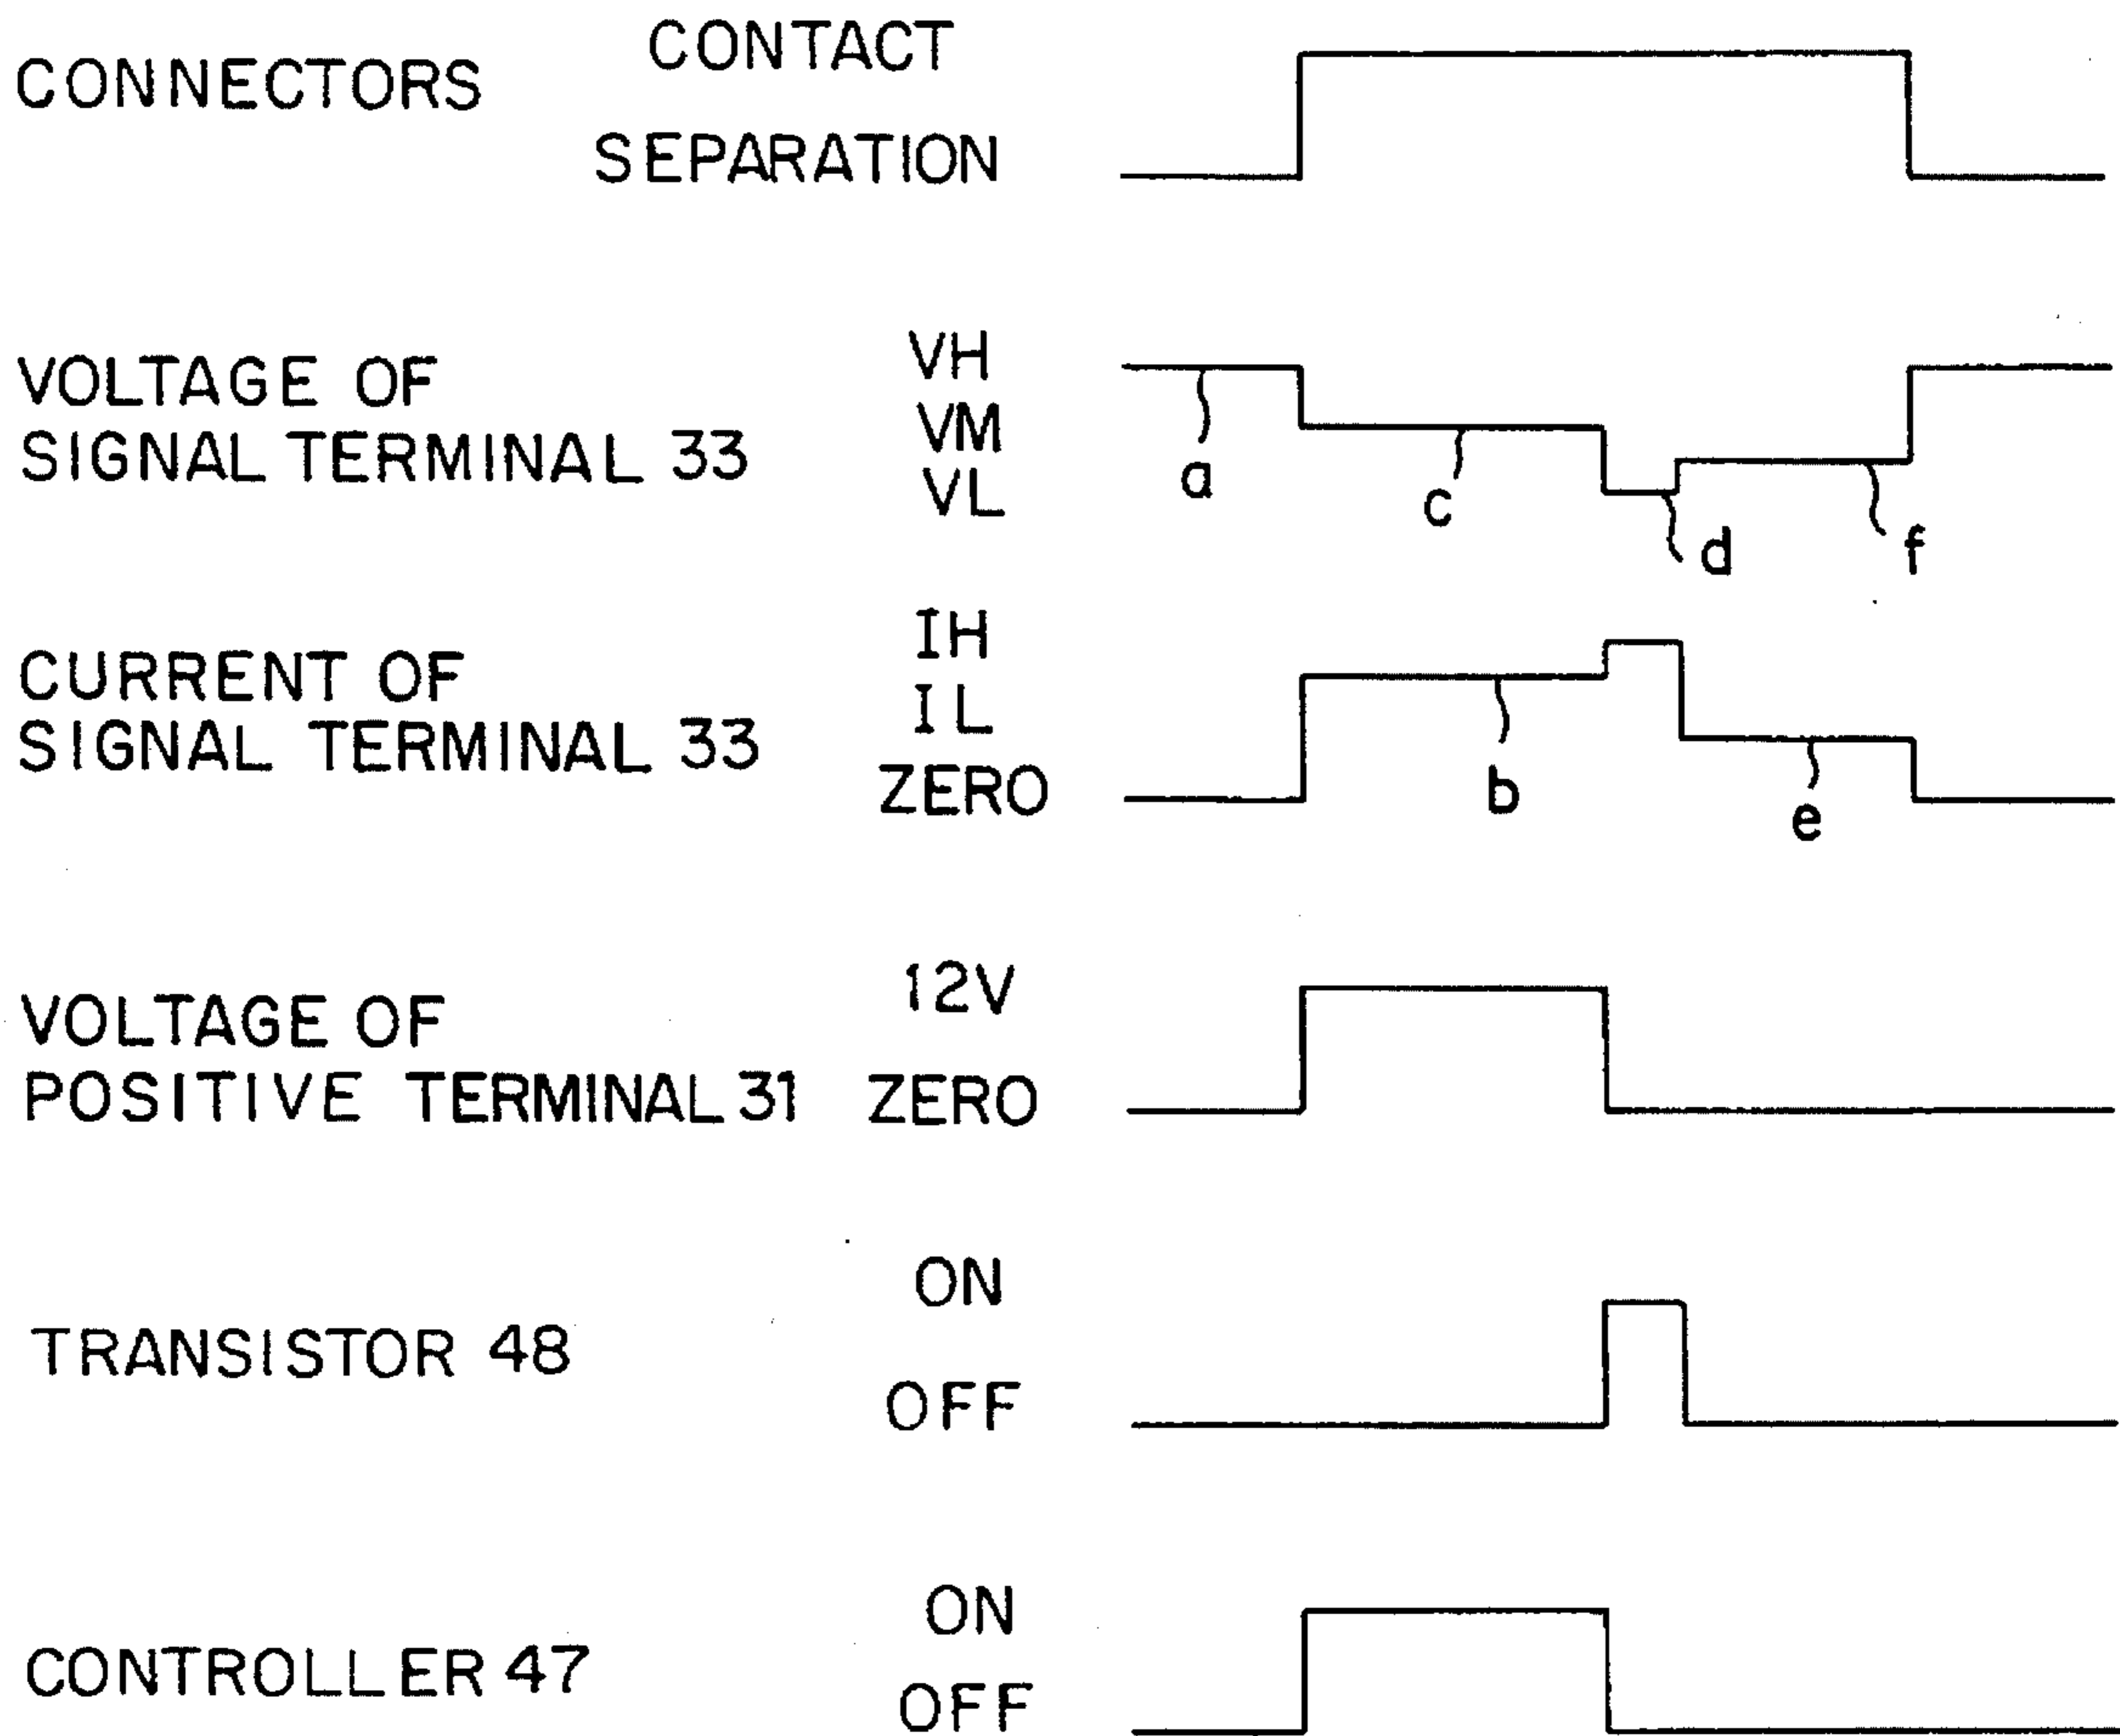 CONNECTORS
CONTACT
SEPARATION
VOLTAGE OF
SIGNAL TERMINAL 33
VH
VM
VL
a
c
d
f
CURRENT OF
SIGNAL TERMINAL 33
IH
IL
ZERO
b
e
VOLTAGE OF
POSITIVE TERMINAL 31
12V
ZERO
TRANSISTOR 48
ON
OFF
CONTROLLER 47
ON
OFF